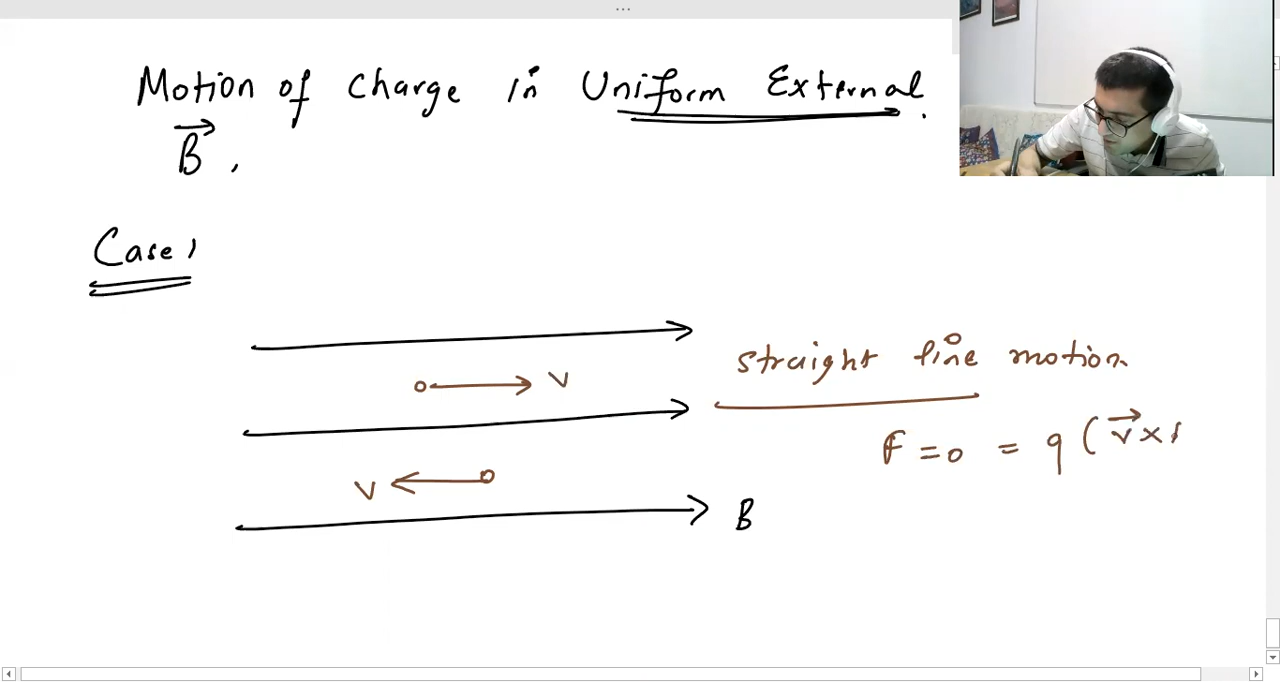 Motion of Charge in Uniform External.
B⃗ ,
Case 1
straight line motion
V
F = 0 = q ( v⃗ ×
V
B